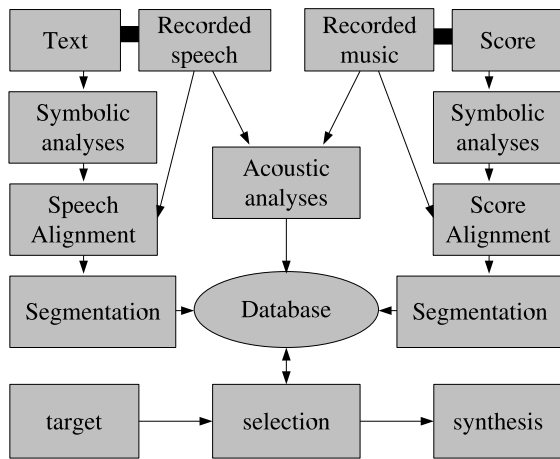 Text
Recorded
speech
Recorded
music
Score
Symbolic
analyses
Acoustic
analyses
Symbolic
analyses
Speech
Alignment
Score
Alignment
Segmentation
Database
Segmentation
target
selection
synthesis